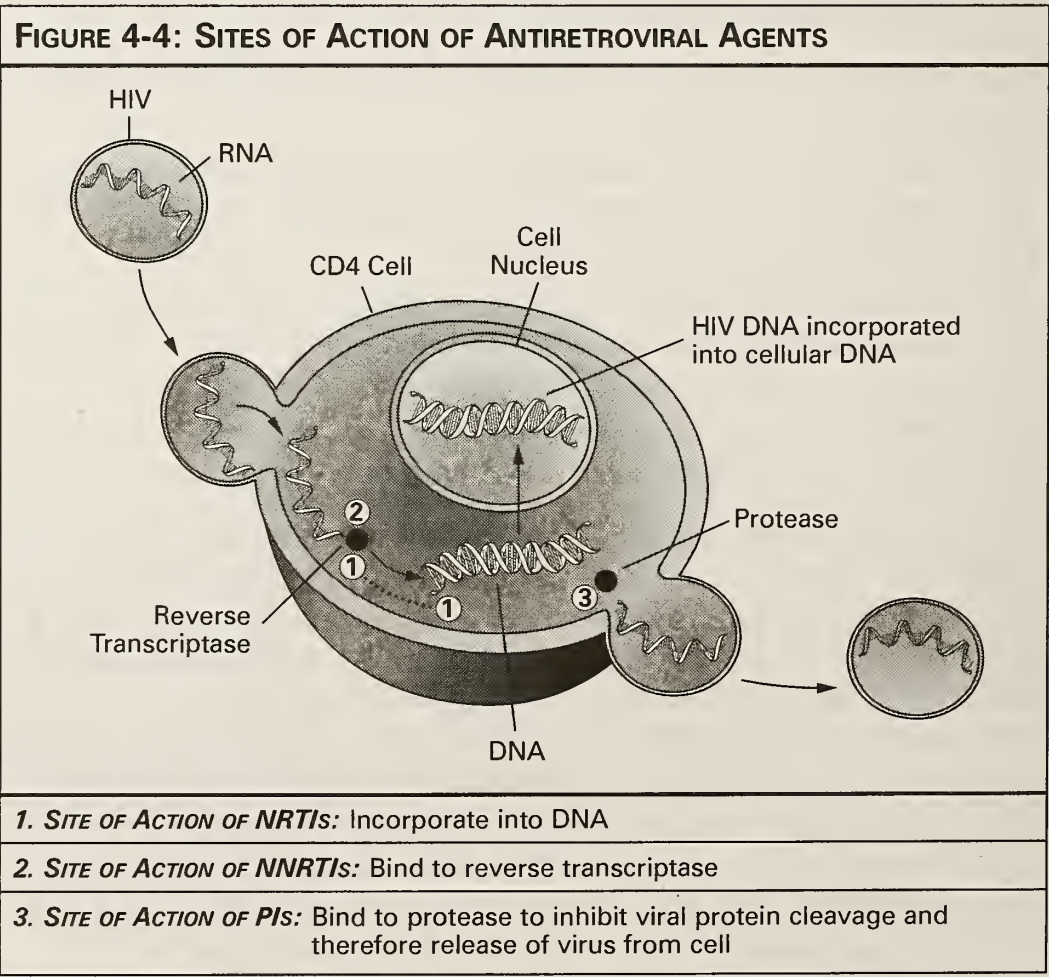 FIGURE 4-4: SITES OF ACTION OF ANTIRETROVIRAL AGENTS
HIV
RNA
Cell
Nucleus
CD4 Cell
HIV DNA incorporated
into cellular DNA
2
Protease
1
1
3
Reverse
Transcriptase
DNA
1. SITE OF ACTION OF NRTIs: Incorporate into DNA
2. SITE OF ACTION OF NNRTIs: Bind to reverse transcriptase
3. SITE OF ACTION OF PIs: Bind to protease to inhibit viral protein cleavage and
therefore release of virus from cell